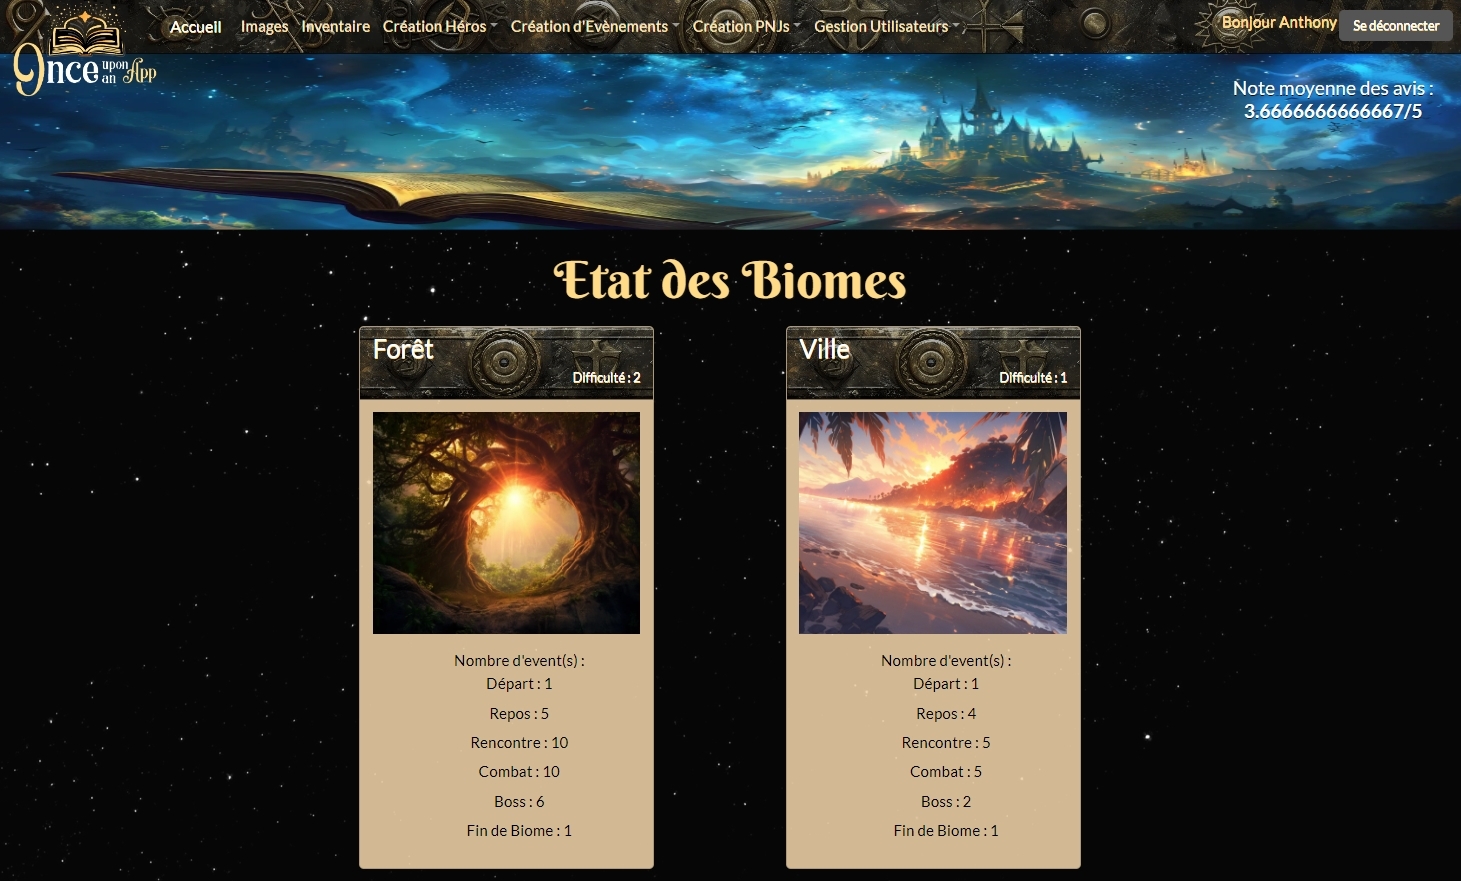 Accueil Images Inventaire Création Héros Création d'Evènements Création PNJs Gestion Utilisateurs Bonjour Anthony Se déconnecter
Once upon an App
Note moyenne des avis :
3.6666666666667/5
Etat des Biomes
Forêt
Difficulté : 2
Nombre d'event(s) :
Départ : 1
Repos : 5
Rencontre : 10
Combat : 10
Boss : 6
Fin de Biome : 1
Ville
Difficulté : 1
Nombre d'event(s) :
Départ : 1
Repos : 4
Rencontre : 5
Combat : 5
Boss : 2
Fin de Biome : 1